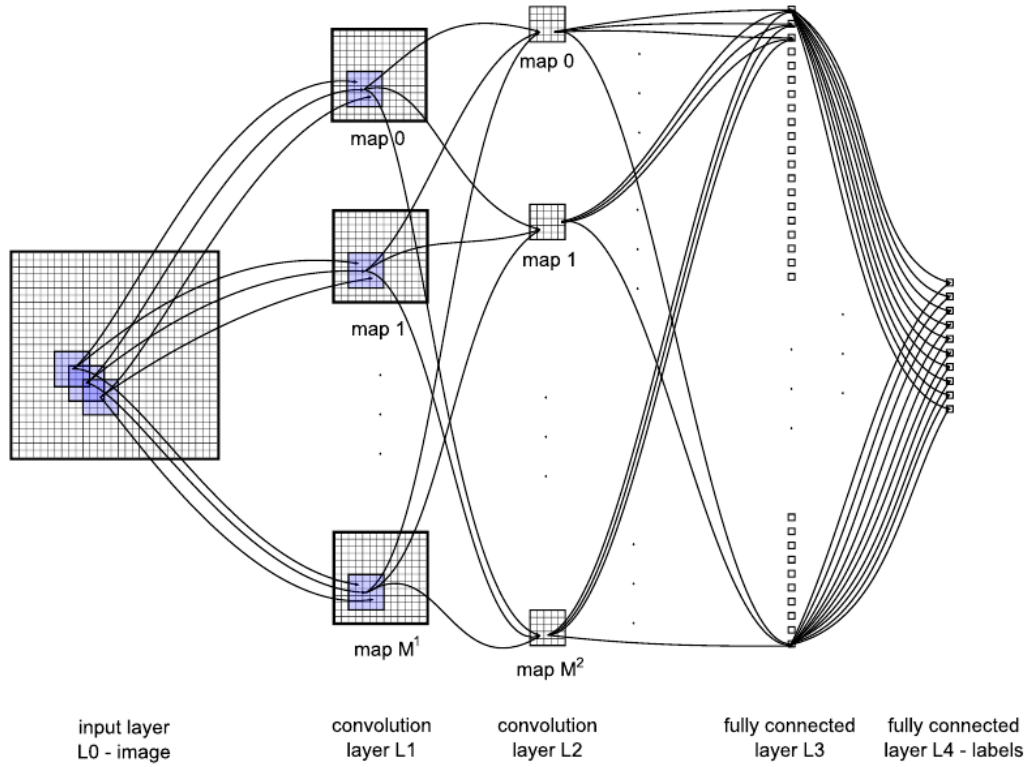 map 0
map 0
map 1
map 1
map M¹
map M²
input layer
L0 - image
convolution
layer L1
convolution
layer L2
fully connected
layer L3
fully connected
layer L4 - labels